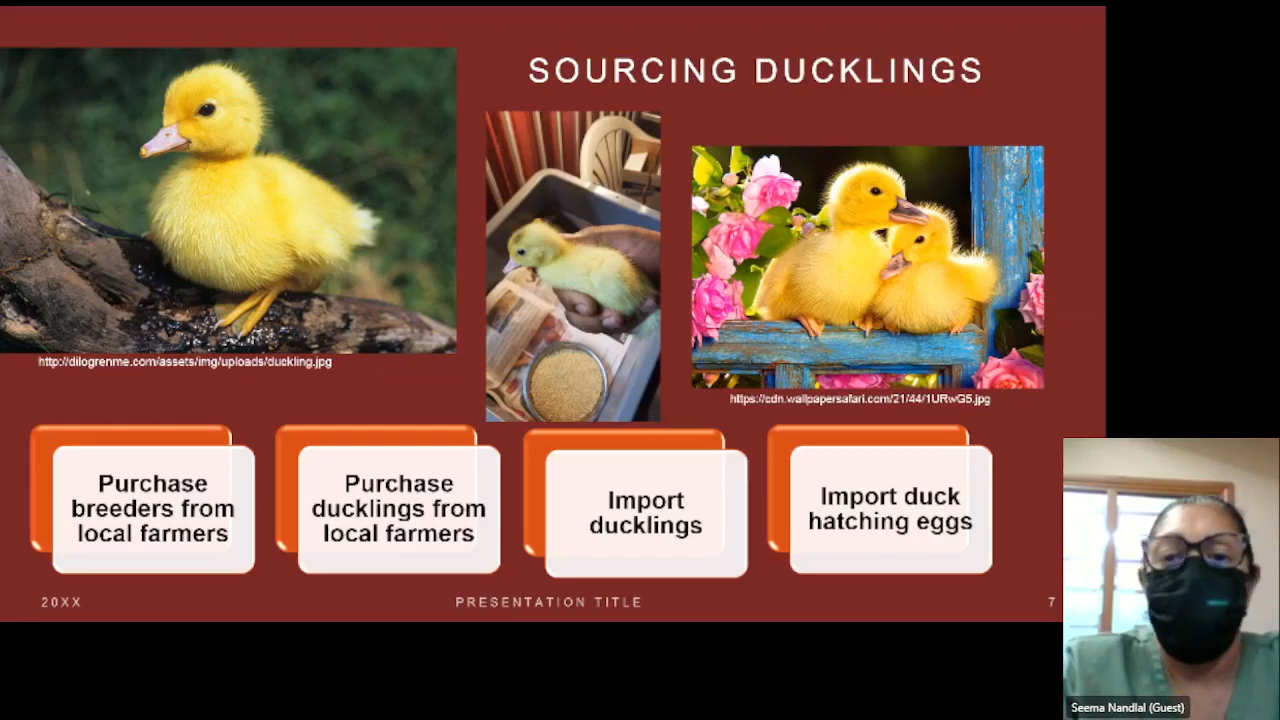 SOURCING DUCKLINGS
http://dilogrenme.com/assets/img/uploads/duckling.jpg
https://cdn.wallpapersafari.com/21/44/1URwG5.jpg
Purchase
breeders from
local farmers
Purchase
ducklings from
local farmers
Import
ducklings
Import duck
hatching eggs
20XX
PRESENTATION TITLE
7
Seema Nandlal (Guest)